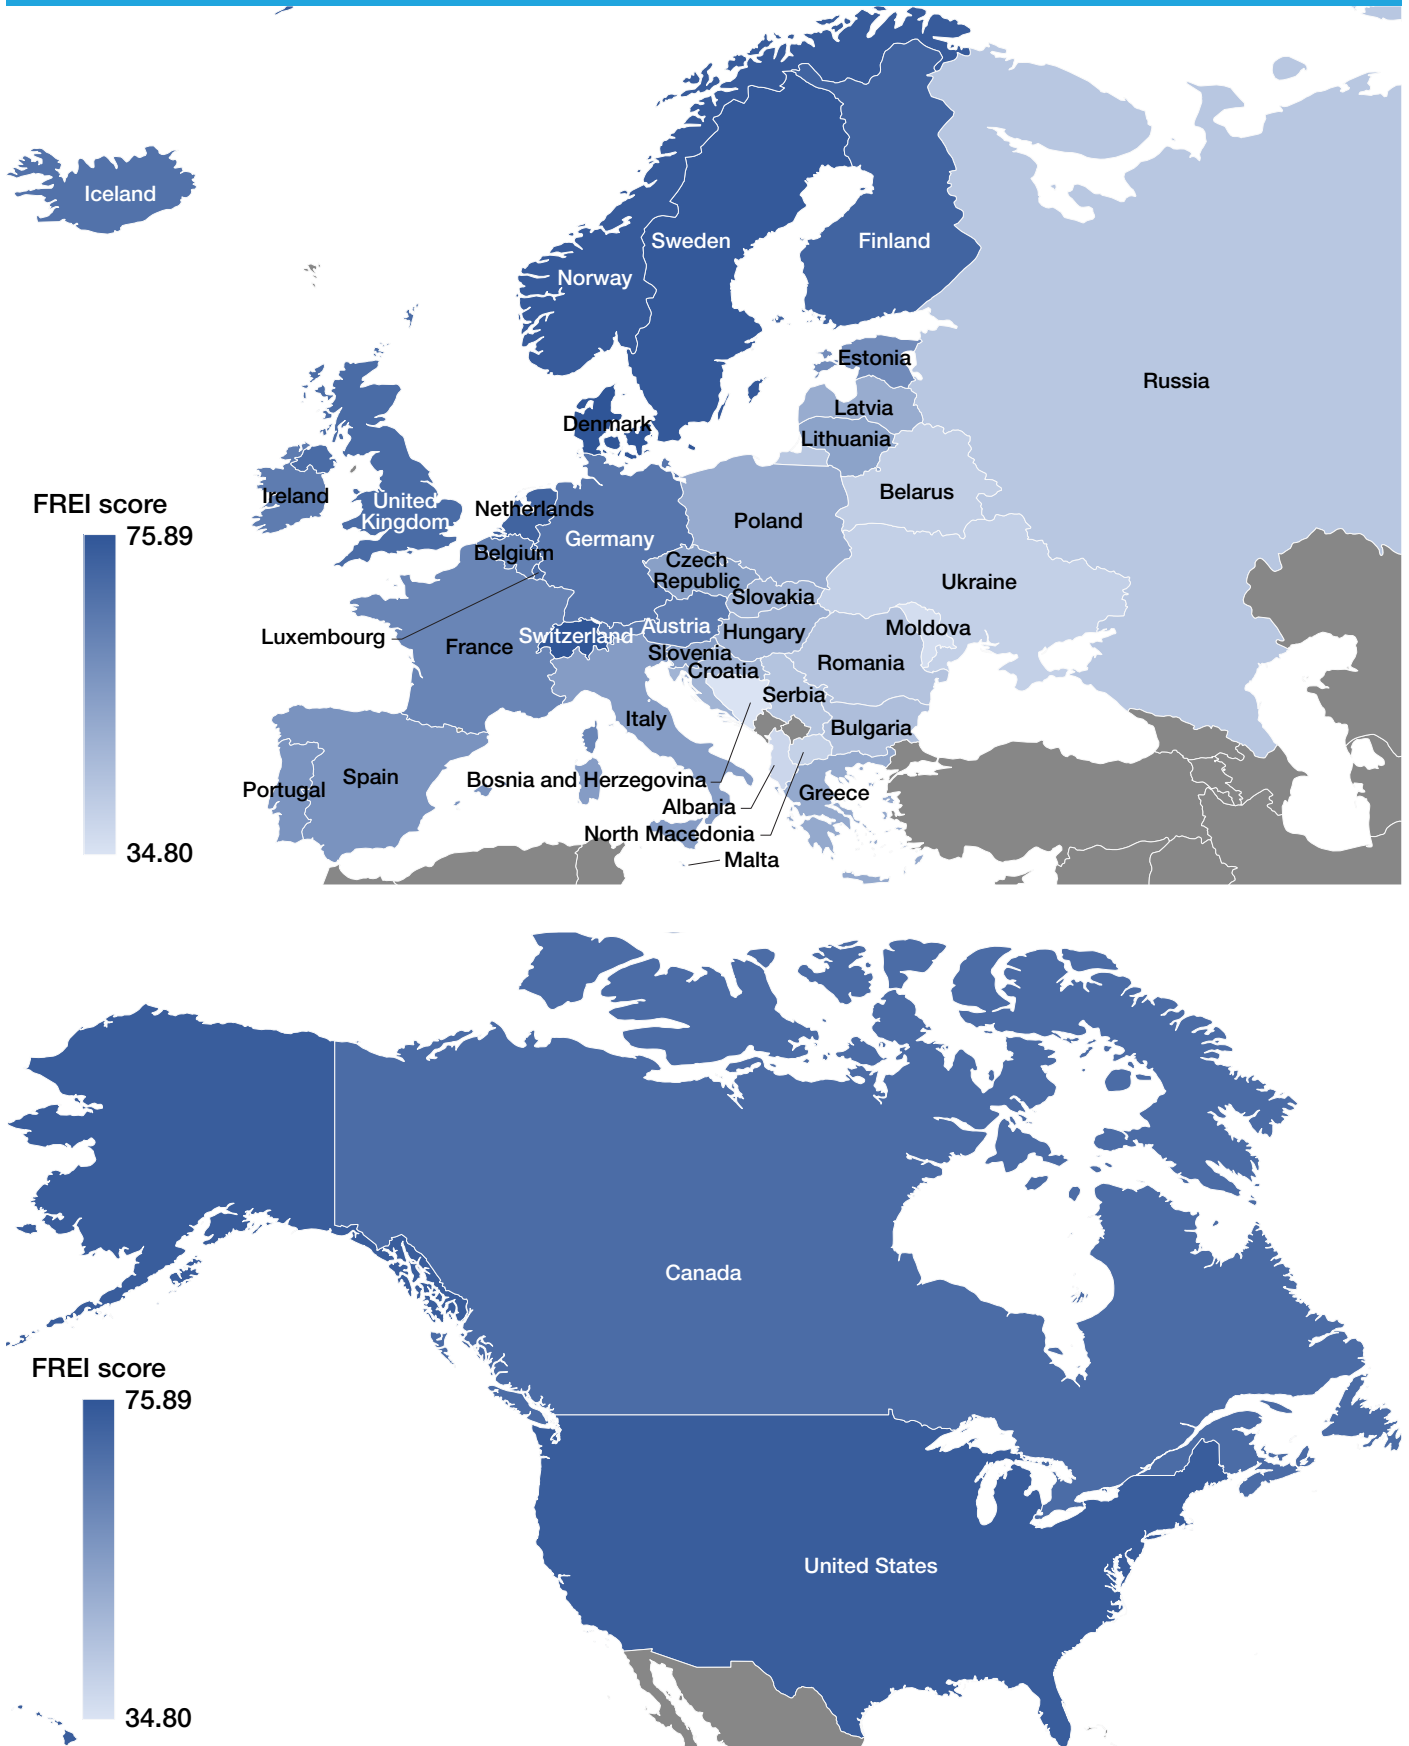 Iceland
Sweden
Finland
Norway
Estonia
Russia
Latvia
Denmark
Lithuania
Belarus
Ireland
United
Kingdom
Netherlands
Poland
Germany
Belgium
Czech
Republic
Ukraine
Slovakia
Luxembourg
Switzerland
Austria
Hungary
Moldova
France
Slovenia
Romania
Croatia
Serbia
Italy
Bulgaria
Spain
Portugal
Bosnia and Herzegovina
Greece
Albania
North Macedonia
Malta
FREI score
75.89
34.80
Canada
United States
FREI score
75.89
34.80